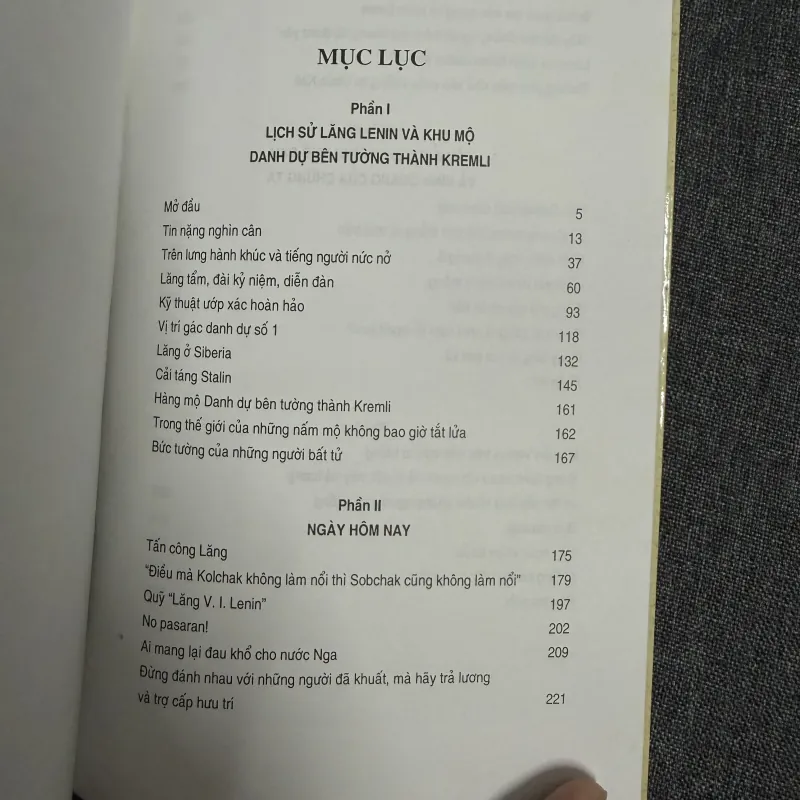 MỤC LỤC
Phần I
LỊCH SỬ LĂNG LENIN VÀ KHU MỘ
DANH DỰ BÊN TƯỜNG THÀNH KREMLI
Mở đầu 5
Tin nặng nghìn cân 13
Trên lưng hành khúc và tiếng người nức nở 37
Lăng tẩm, đài kỷ niệm, diễn đàn 60
Kỹ thuật ướp xác hoàn hảo 93
Vị trí gác danh dự số 1 118
Lăng ở Siberia 132
Cải táng Stalin 145
Hàng mộ Danh dự bên tường thành Kremli 161
Trong thế giới của những nấm mộ không bao giờ tắt lửa 162
Bức tường của những người bất tử 167
Phần II
NGÀY HÔM NAY
Tấn công Lăng 175
“Điều mà Kolchak không làm nổi thì Sobchak cũng không làm nổi” 179
Quỹ “Lăng V. I. Lenin” 197
No pasaran! 202
Ai mang lại đau khổ cho nước Nga 209
Đừng đánh nhau với những người đã khuất, mà hãy trả lương
và trợ cấp hưu trí 221